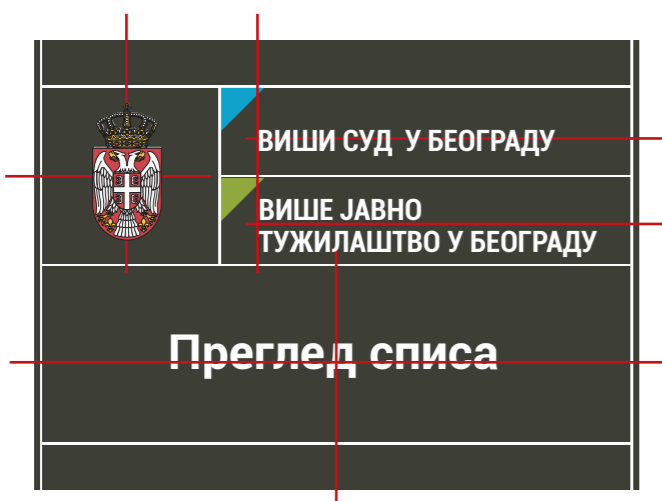 ВИШИ СУД У БЕОГРАДУ
ВИШЕ ЈАВНО
ТУЖИЛАШТВО У БЕОГРАДУ
Преглед списа